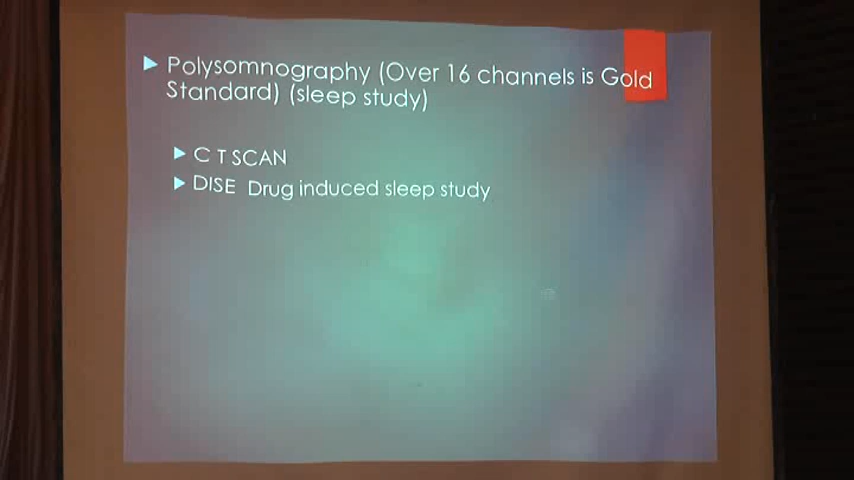 Polysomnography (Over 16 channels is Gold
Standard) (sleep study)
C T SCAN
DISE Drug induced sleep study